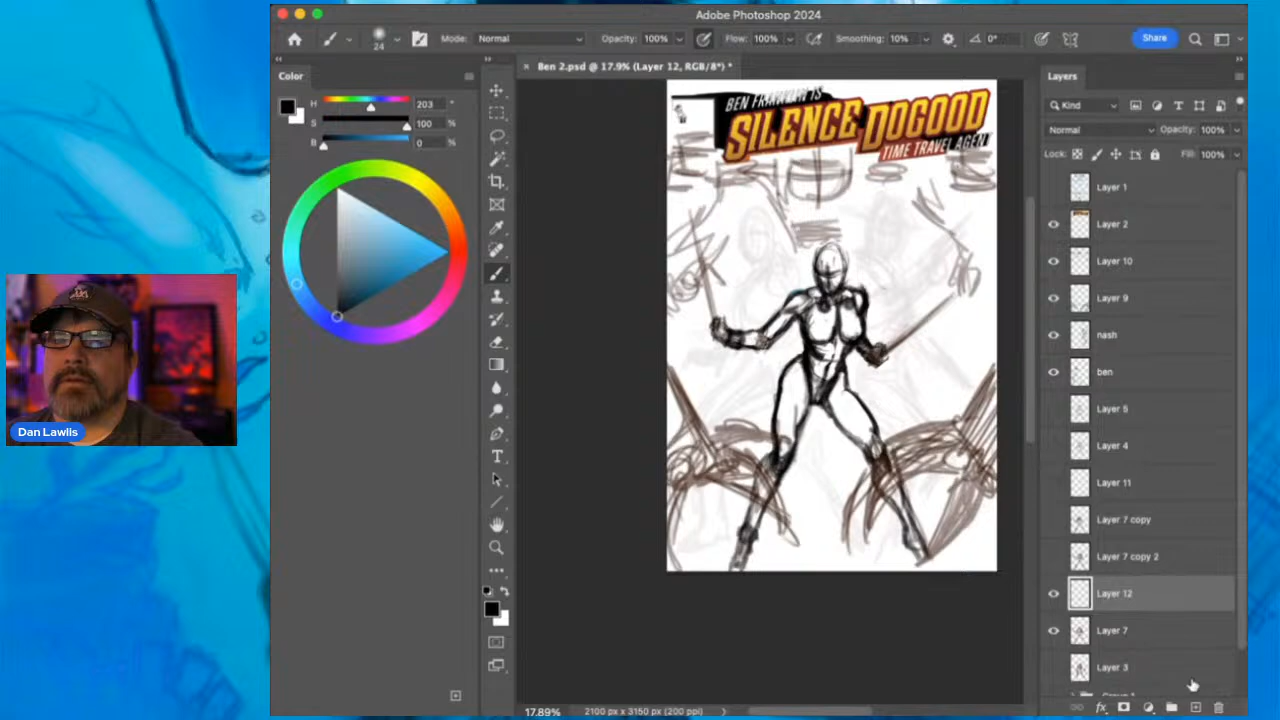 Adobe Photoshop 2024
24 Mode: Normal Opacity: 100% Flow: 100% Smoothing: 10% 0° Share
Color
Ben 2.psd @ 17.9% (Layer 12, RGB/8*) *
Layers
H 203 °
S 100 %
B 0 %
BEN FRANKLIN IS
SILENCE DOGOOD
TIME TRAVEL AGENT
Kind
Normal Opacity: 100%
Lock: Fill: 100%
Layer 1
Layer 2
Layer 10
Layer 9
nash
ben
Layer 5
Layer 4
Layer 11
Layer 7 copy
Layer 7 copy 2
Layer 12
Layer 7
Layer 3
Dan Lawlis
17.89% 2100 px x 3150 px (200 ppi)